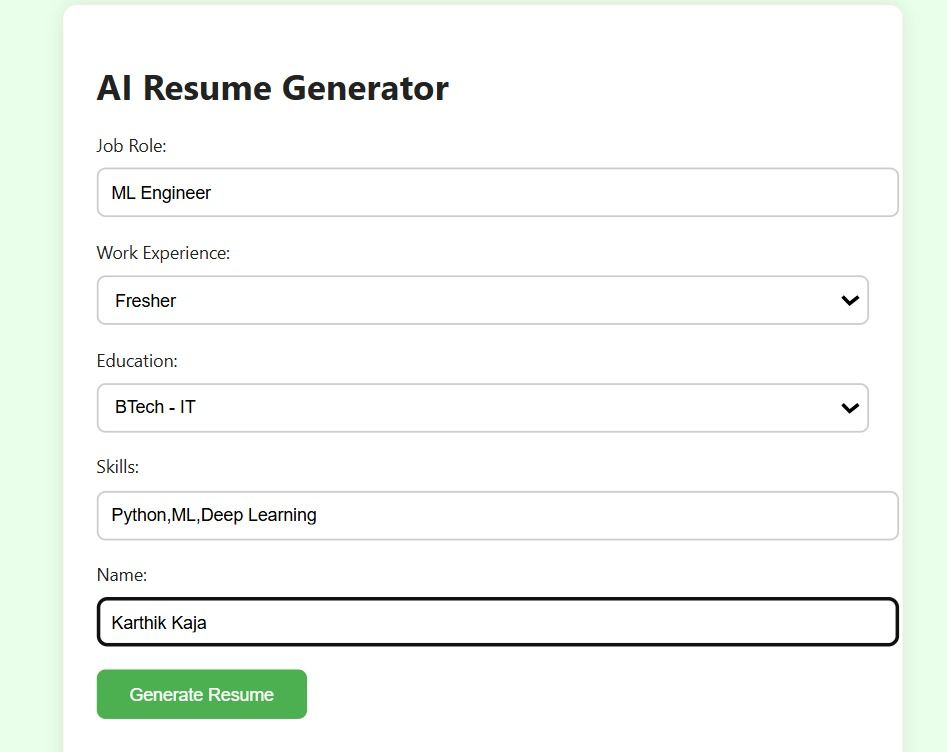 AI Resume Generator
Job Role:
ML Engineer
Work Experience:
Fresher
Education:
BTech - IT
Skills:
Python,ML,Deep Learning
Name:
Karthik Kaja
Generate Resume